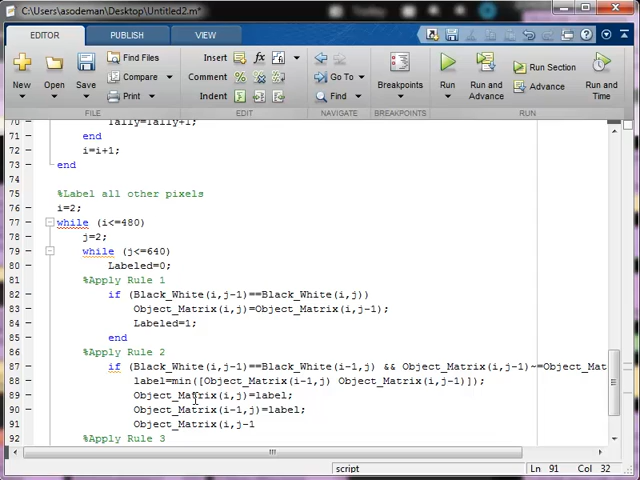 C:\Users\asodeman\Desktop\Untitled2.m*
EDITOR PUBLISH VIEW
New Open Save Find Files Compare Print
Insert Comment Indent
Go To Find
Breakpoints
Run Run and Advance Run Section Advance Run and Time
FILE EDIT NAVIGATE BREAKPOINTS RUN
70 tally=tally+1;
71 end
72 i=i+1;
73 end
74
75 %Label all other pixels
76 i=2;
77 while (i<=480)
78 j=2;
79 while (j<=640)
80 Labeled=0;
81 %Apply Rule 1
82 if (Black_White(i,j-1)==Black_White(i,j))
83 Object_Matrix(i,j)=Object_Matrix(i,j-1);
84 Labeled=1;
85 end
86 %Apply Rule 2
87 if (Black_White(i,j-1)==Black_White(i-1,j) && Object_Matrix(i,j-1)~=Object_Mat
88 label=min([Object_Matrix(i-1,j) Object_Matrix(i,j-1)]);
89 Object_Matrix(i,j)=label;
90 Object_Matrix(i-1,j)=label;
91 Object_Matrix(i,j-1
92 %Apply Rule 3
script Ln 91 Col 32